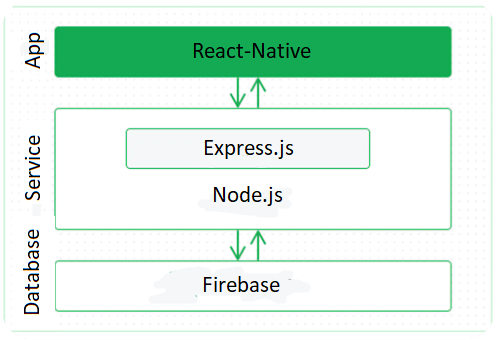 App
React-Native
Service
Express.js
Node.js
Database
Firebase